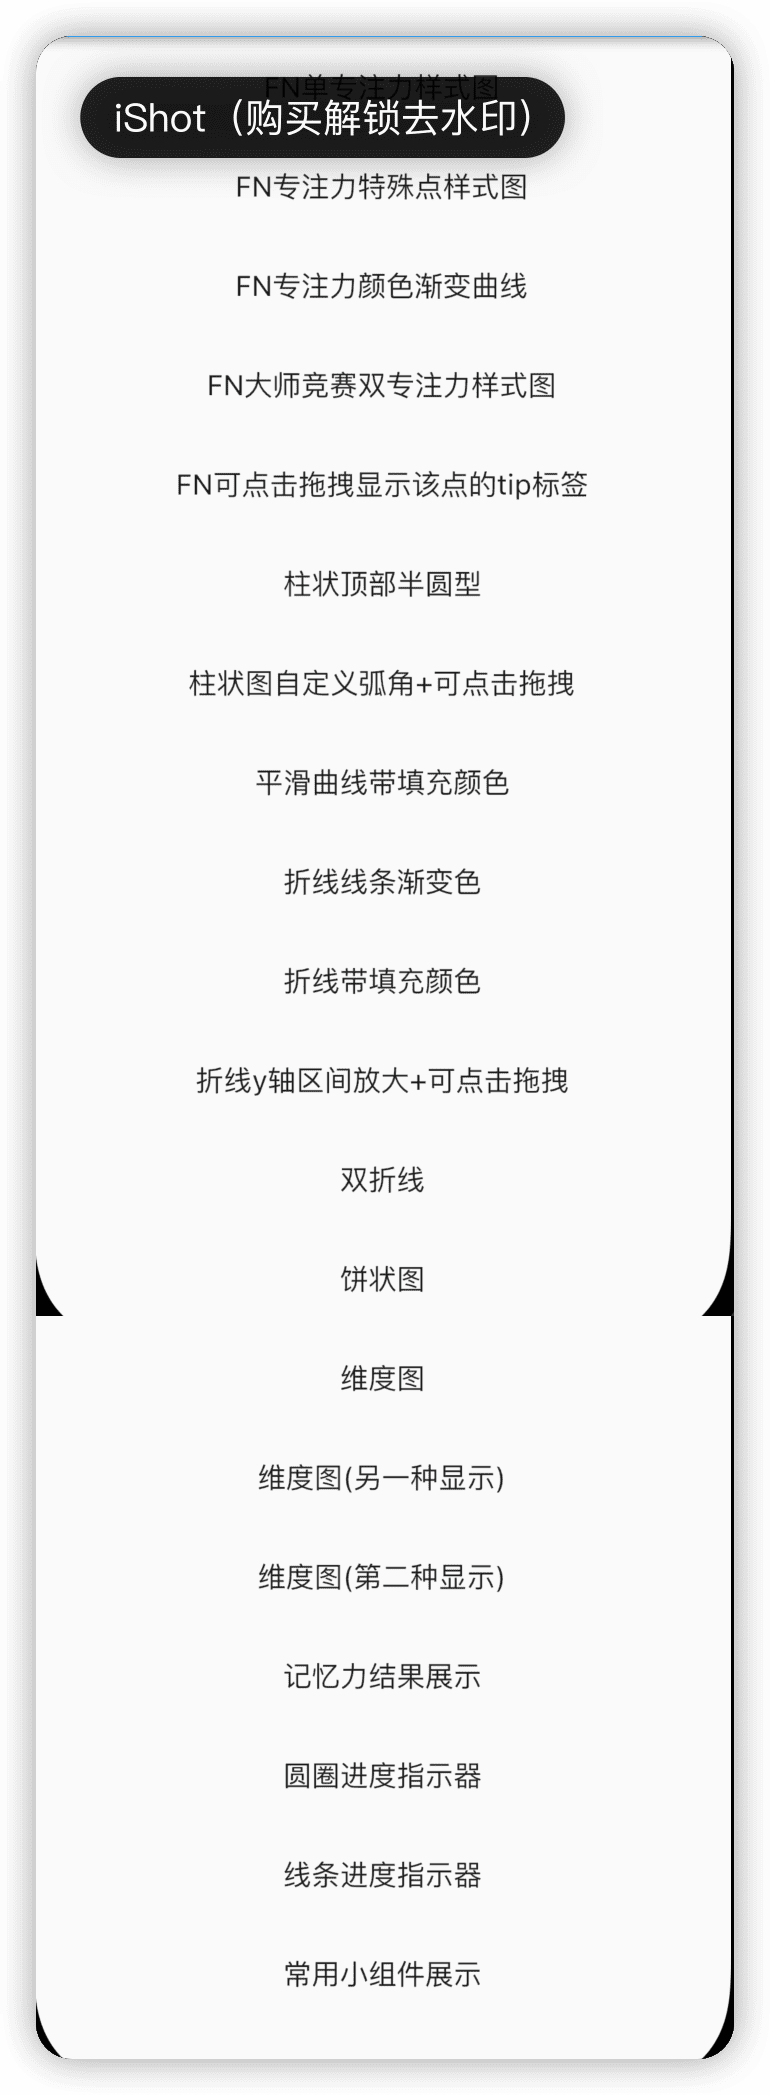 FN单专注力样式图
iShot（购买解锁去水印）
FN专注力特殊点样式图
FN专注力颜色渐变曲线
FN大师竞赛双专注力样式图
FN可点击拖拽显示该点的tip标签
柱状顶部半圆型
柱状图自定义弧角+可点击拖拽
平滑曲线带填充颜色
折线线条渐变色
折线带填充颜色
折线y轴区间放大+可点击拖拽
双折线
饼状图
维度图
维度图(另一种显示)
维度图(第二种显示)
记忆力结果展示
圆圈进度指示器
线条进度指示器
常用小组件展示